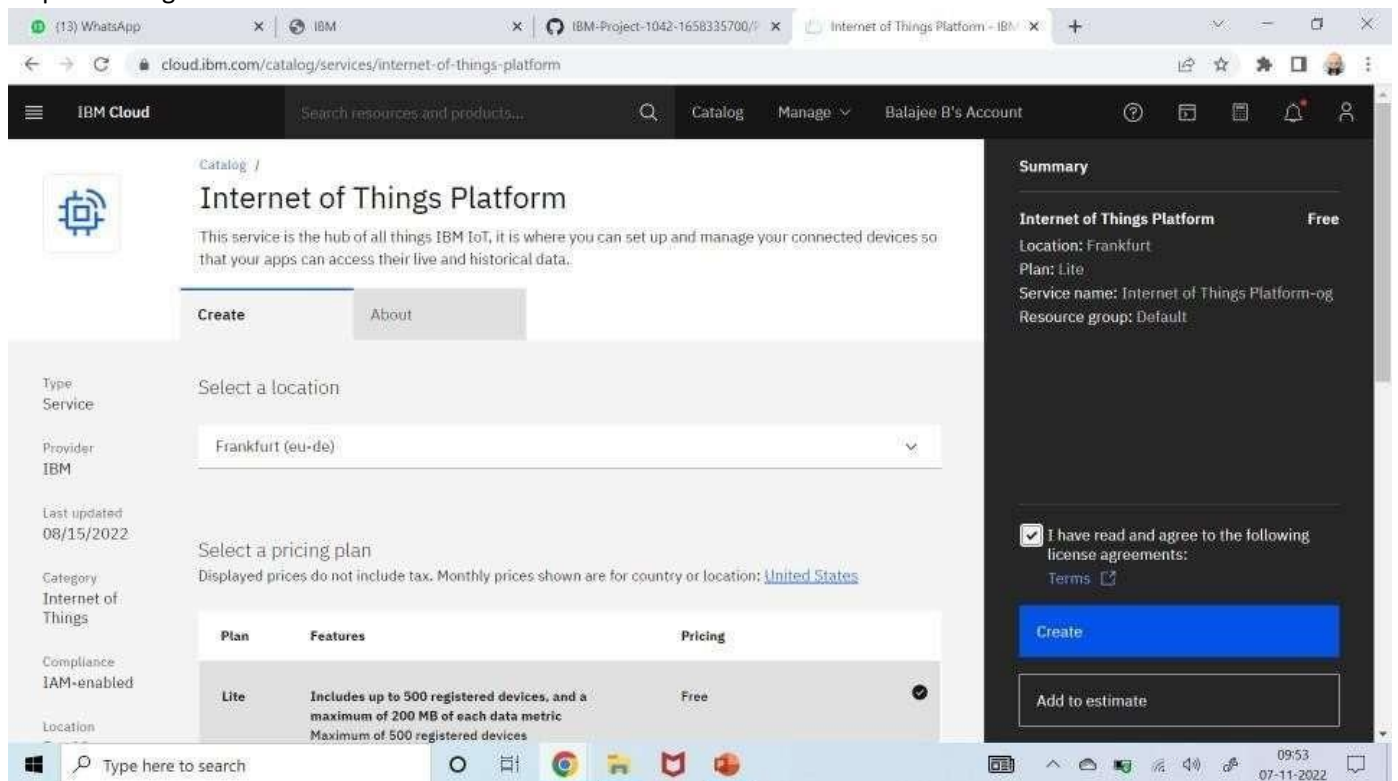 (13) WhatsApp
IBM
IBM-Project-1042-1658335700/
Internet of Things Platform - IBM
cloud.ibm.com/catalog/services/internet-of-things-platform
IBM Cloud
Search resources and products...
Catalog
Manage
Balajee B's Account
Catalog /
Internet of Things Platform
This service is the hub of all things IBM IoT, it is where you can set up and manage your connected devices so
that your apps can access their live and historical data.
Create
About
Type
Service
Provider
IBM
Last updated
08/15/2022
Category
Internet of
Things
Compliance
IAM-enabled
Location
Select a location
Frankfurt (eu-de)
Select a pricing plan
Displayed prices do not include tax. Monthly prices shown are for country or location: United States
Plan Features Pricing
Lite Includes up to 500 registered devices, and a Free
maximum of 200 MB of each data metric
Maximum of 500 registered devices
Summary
Internet of Things Platform Free
Location: Frankfurt
Plan: Lite
Service name: Internet of Things Platform-og
Resource group: Default
I have read and agree to the following
license agreements:
Terms
Create
Add to estimate
Type here to search
09:53
07-11-2022